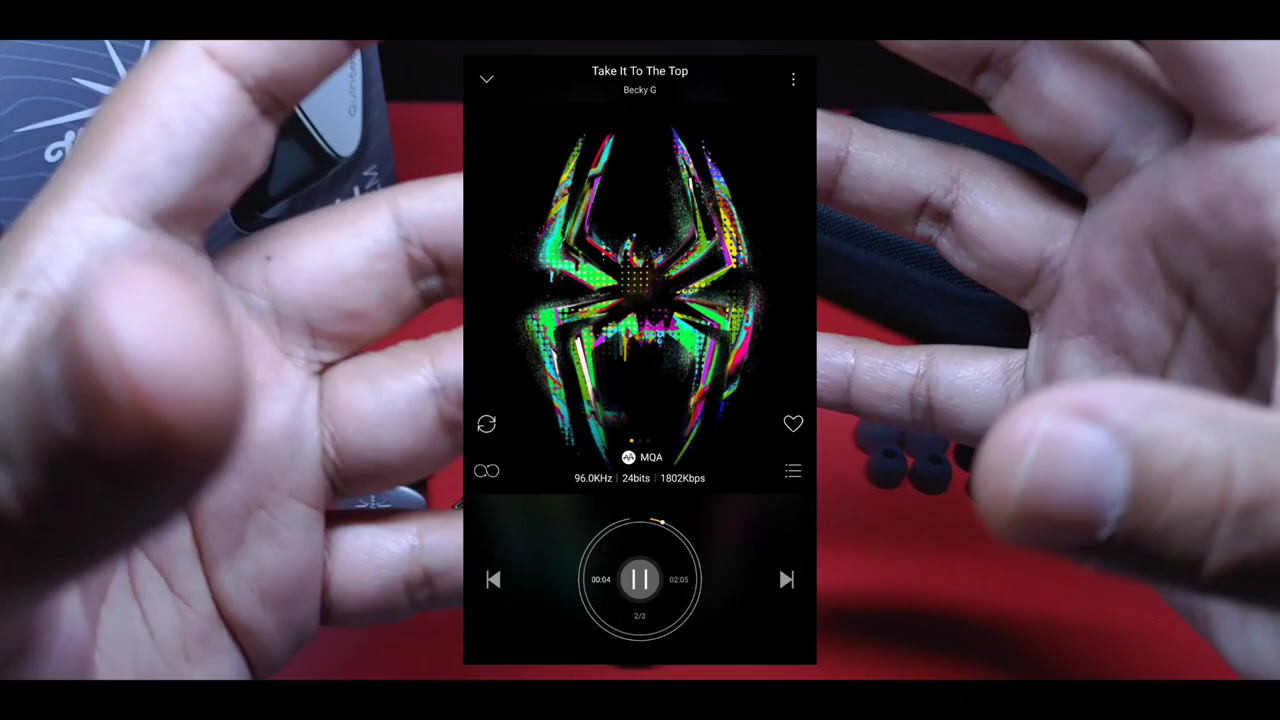 Take It To The Top
Becky G
MQA
96.0KHz | 24bits | 1802Kbps
00:04
02:05
2/3